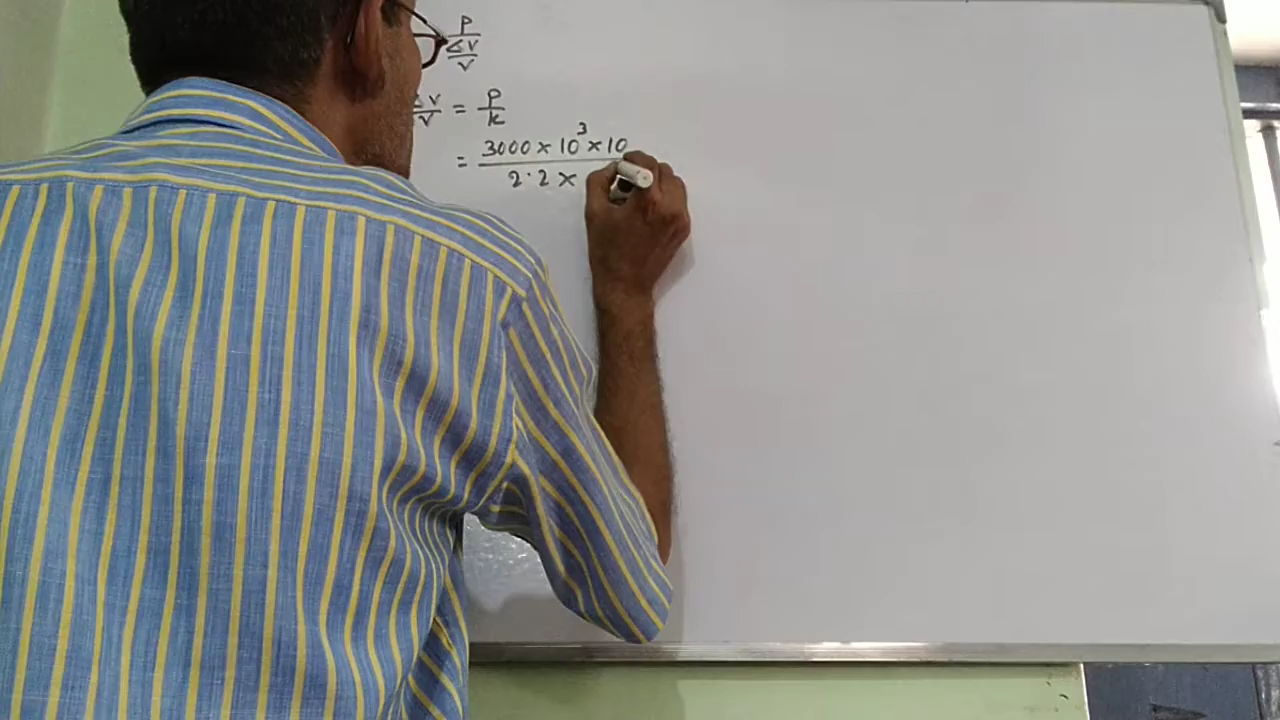 P
ΔV
V
ΔV/V = P/K
= 3000 × 10³ × 10
2.2 ×